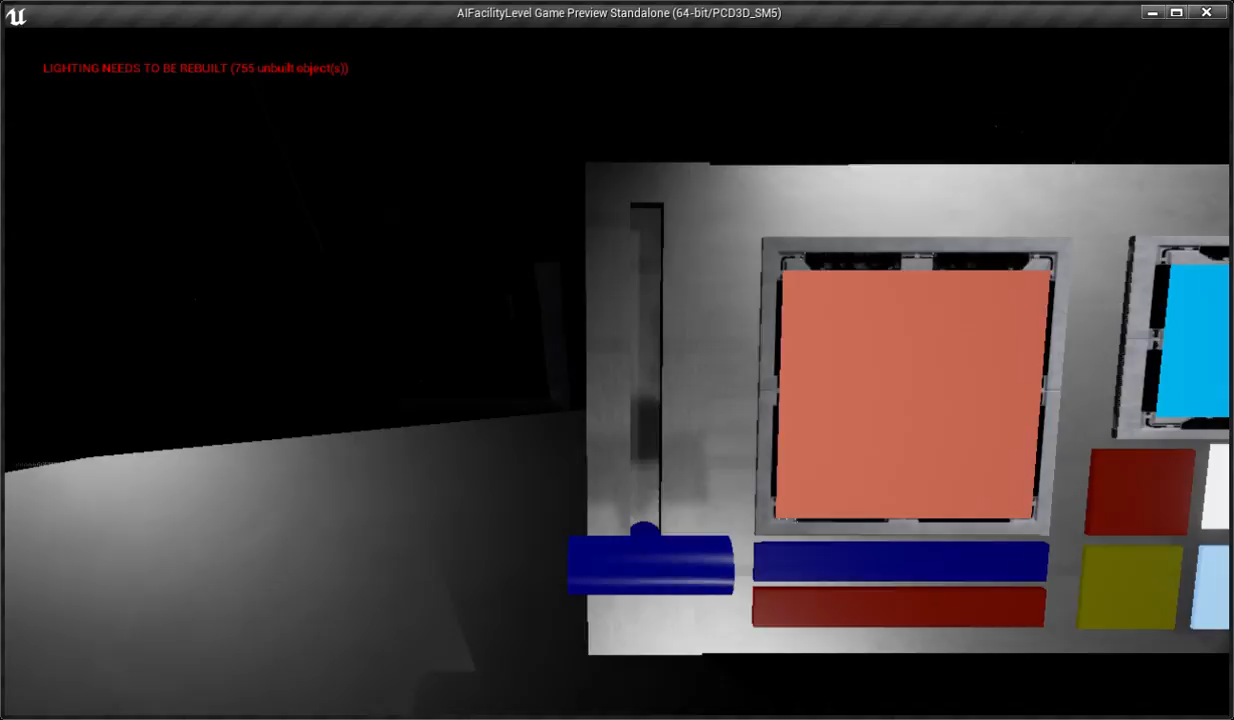 AIFacilityLevel Game Preview Standalone (64-bit/PCD3D_SM5)
LIGHTING NEEDS TO BE REBUILT (755 unbuilt object(s))